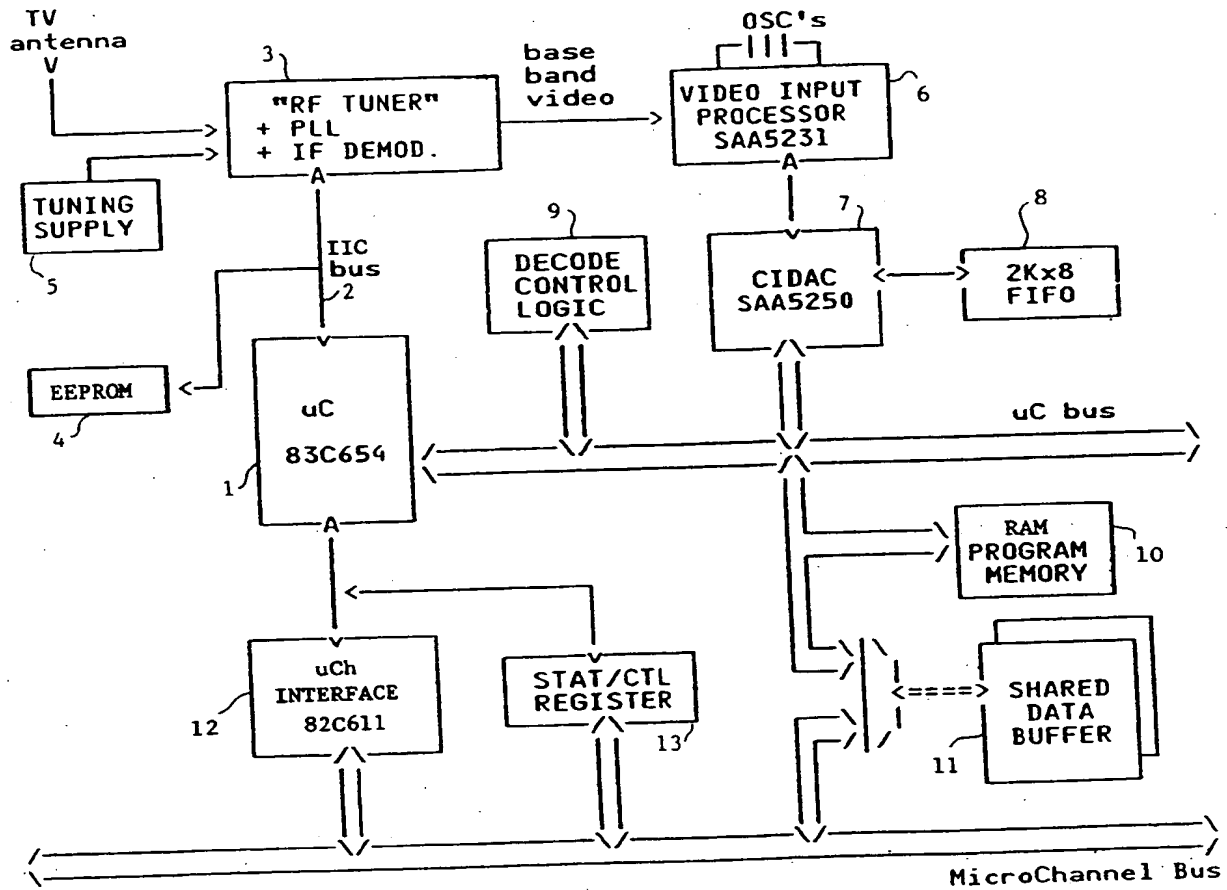 TV
antenna
3
"RF TUNER"
+ PLL
+ IF DEMOD.
base
band
video
OSC's
VIDEO INPUT
PROCESSOR
SAA5231
6
TUNING
SUPPLY
5
IIC
bus
2
9
DECODE
CONTROL
LOGIC
7
CIDAC
SAA5250
8
2Kx8
FIFO
EEPROM
4
uC
83C654
1
uC bus
RAM
PROGRAM
MEMORY
10
uCh
INTERFACE
82C611
12
STAT/CTL
REGISTER
13
SHARED
DATA
BUFFER
11
MicroChannel Bus